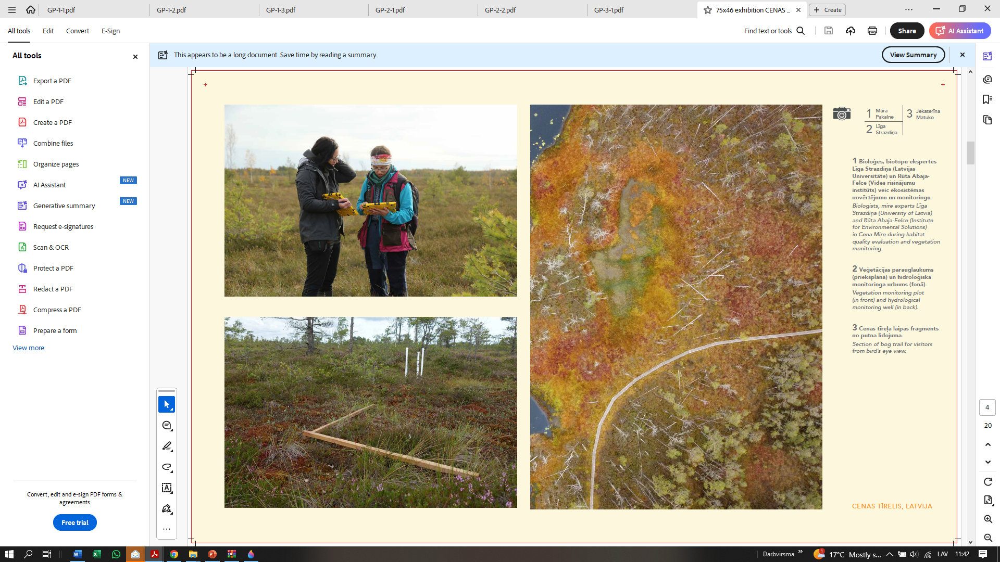 GP-1-1.pdf
GP-1-2.pdf
GP-1-3.pdf
GP-2-1.pdf
GP-2-2.pdf
GP-3-1.pdf
75x46 exhibition CENAS ...
Create
All tools
Edit
Convert
E-Sign
Find text or tools
Share
AI Assistant
All tools
This appears to be a long document. Save time by reading a summary.
View Summary
Export a PDF
Edit a PDF
Create a PDF
Combine files
Organize pages
AI Assistant
NEW
Generative summary
NEW
Request e-signatures
Scan & OCR
Protect a PDF
Redact a PDF
Compress a PDF
Prepare a form
View more
Convert, edit and e-sign PDF forms &
agreements
Free trial
1 Māra
Pakalne
2 Līga
Strazdiņa
3 Jekaterīna
Matuko
1 Bioloģes, biotopu ekspertes
Līga Strazdiņa (Latvijas
Universitāte) un Rūta Abaja-
Felce (Vides risinājumu
institūts) veic ekosistēmas
novērtējumu un monitoringu.
Biologists, mire experts Līga
Strazdiņa (University of Latvia)
and Rūta Abaja-Felce (Institute
for Environmental Solutions)
in Cena Mire during habitat
quality evaluation and vegetation
monitoring.
2 Veģetācijas parauglaukums
(priekšplānā) un hidroloģiskā
monitoringa urbums (fonā).
Vegetation monitoring plot
(in front) and hydrological
monitoring well (in back).
3 Cenas tīreļa laipas fragments
no putna lidojuma.
Section of bog trail for visitors
from bird's eye view.
CENAS TĪRELIS, LATVIJA
4
20
Darbvirsma
1
17°C Mostly s...
LAV
11:42